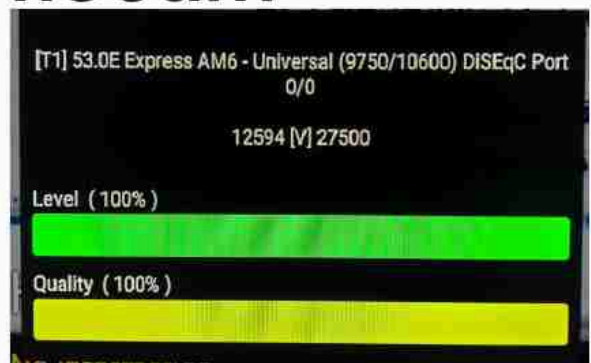 [T1] 53.0E Express AM6 - Universal (9750/10600) DiSEqC Port
0/0
12594 [V] 27500
Level (100%)
Quality (100%)